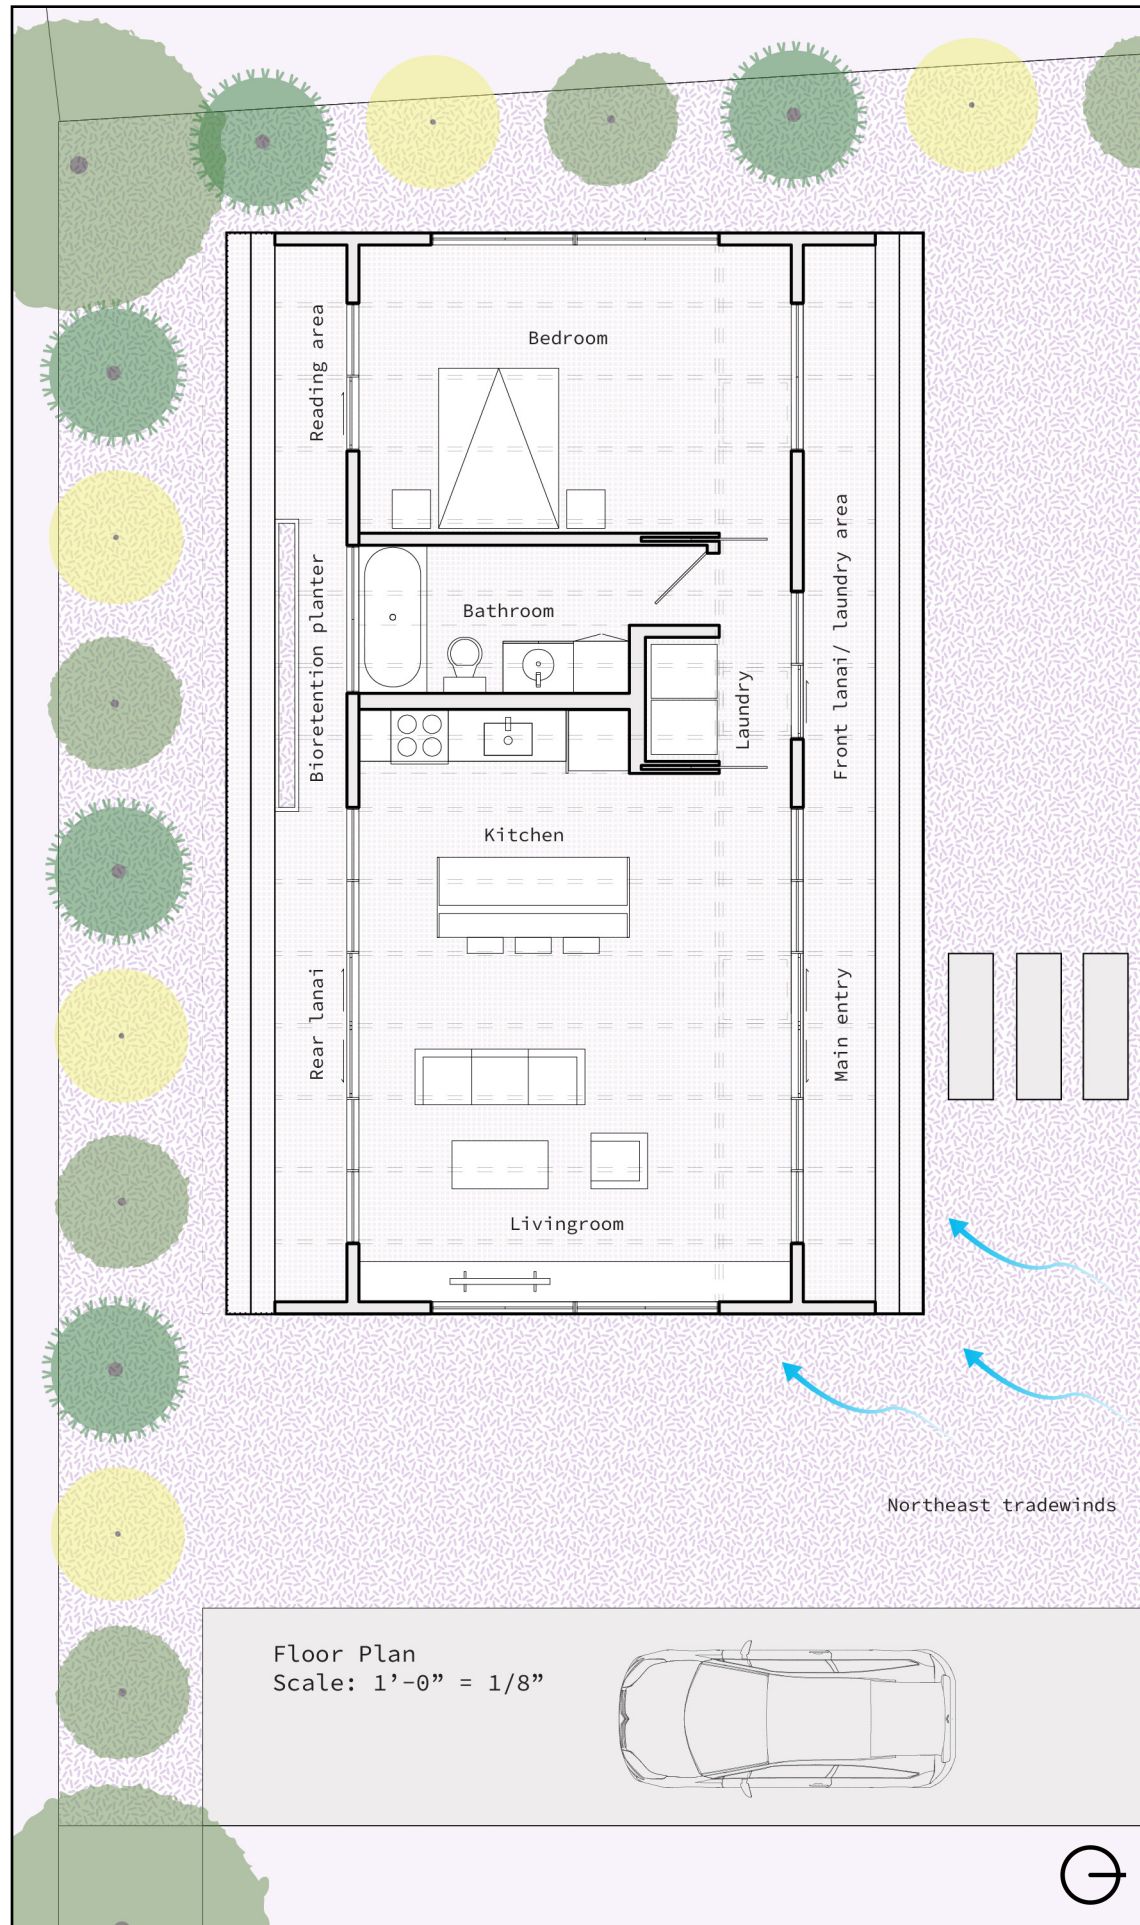 Bedroom
Reading area
Bathroom
Bioretention planter
Laundry
Front lanai/ laundry area
Kitchen
Rear lanai
Main entry
Livingroom
Northeast tradewinds
Floor Plan
Scale: 1’-0” = 1/8”